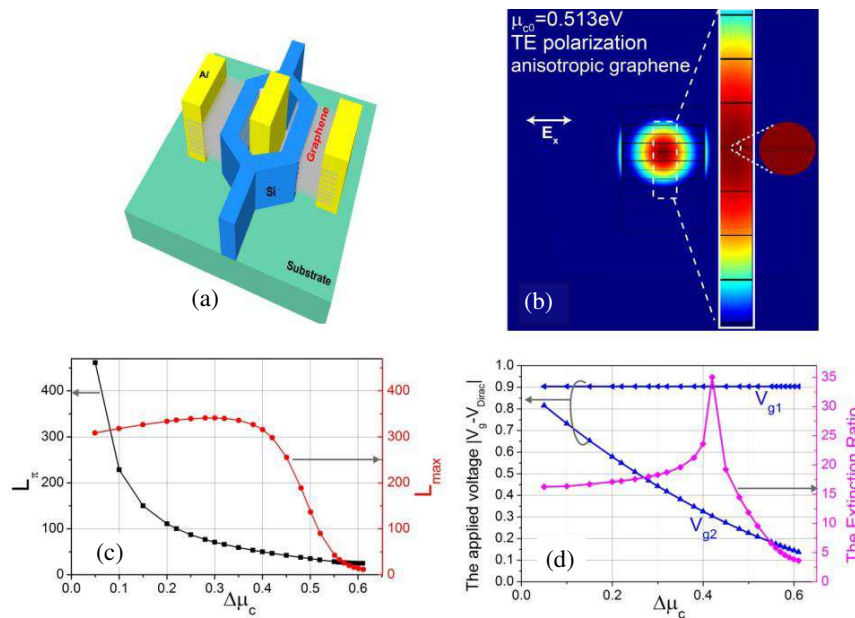 Al
Graphene
Si
Substrate
(a)
μc0=0.513eV
TE polarization
anisotropic graphene
Ex
(b)
400
350
300
250
200
150
100
50
0
Lπ
0.0 0.1 0.2 0.3 0.4 0.5 0.6
Δμc
400
300
200
100
0
Lmax
(c)
1.0
0.9
0.8
0.7
0.6
0.5
0.4
0.3
0.2
0.1
0.0
The applied voltage |Vg-VDirac|
Vg1
Vg2
0.0 0.2 0.4 0.6
Δμc
35
30
25
20
15
10
5
0
The Extinction Ratio
(d)